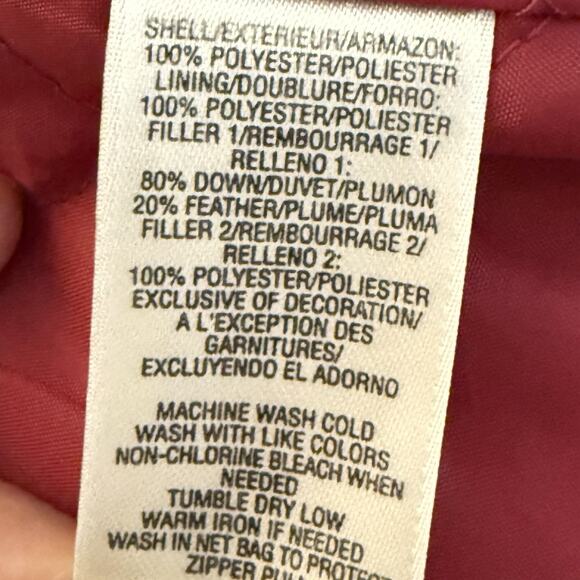 SHELL/EXTERIEUR/ARMAZON:
100% POLYESTER/POLIESTER
LINING/DOUBLURE/FORRO:
100% POLYESTER/POLIESTER
FILLER 1/REMBOURRAGE 1/
RELLENO 1:
80% DOWN/DUVET/PLUMON
20% FEATHER/PLUME/PLUMA
FILLER 2/REMBOURRAGE 2/
RELLENO 2:
100% POLYESTER/POLIESTER
EXCLUSIVE OF DECORATION/
A L'EXCEPTION DES
GARNITURES/
EXCLUYENDO EL ADORNO
MACHINE WASH COLD
WASH WITH LIKE COLORS
NON-CHLORINE BLEACH WHEN
NEEDED
TUMBLE DRY LOW
WARM IRON IF NEEDED
WASH IN NET BAG TO PROTECT
ZIPPER